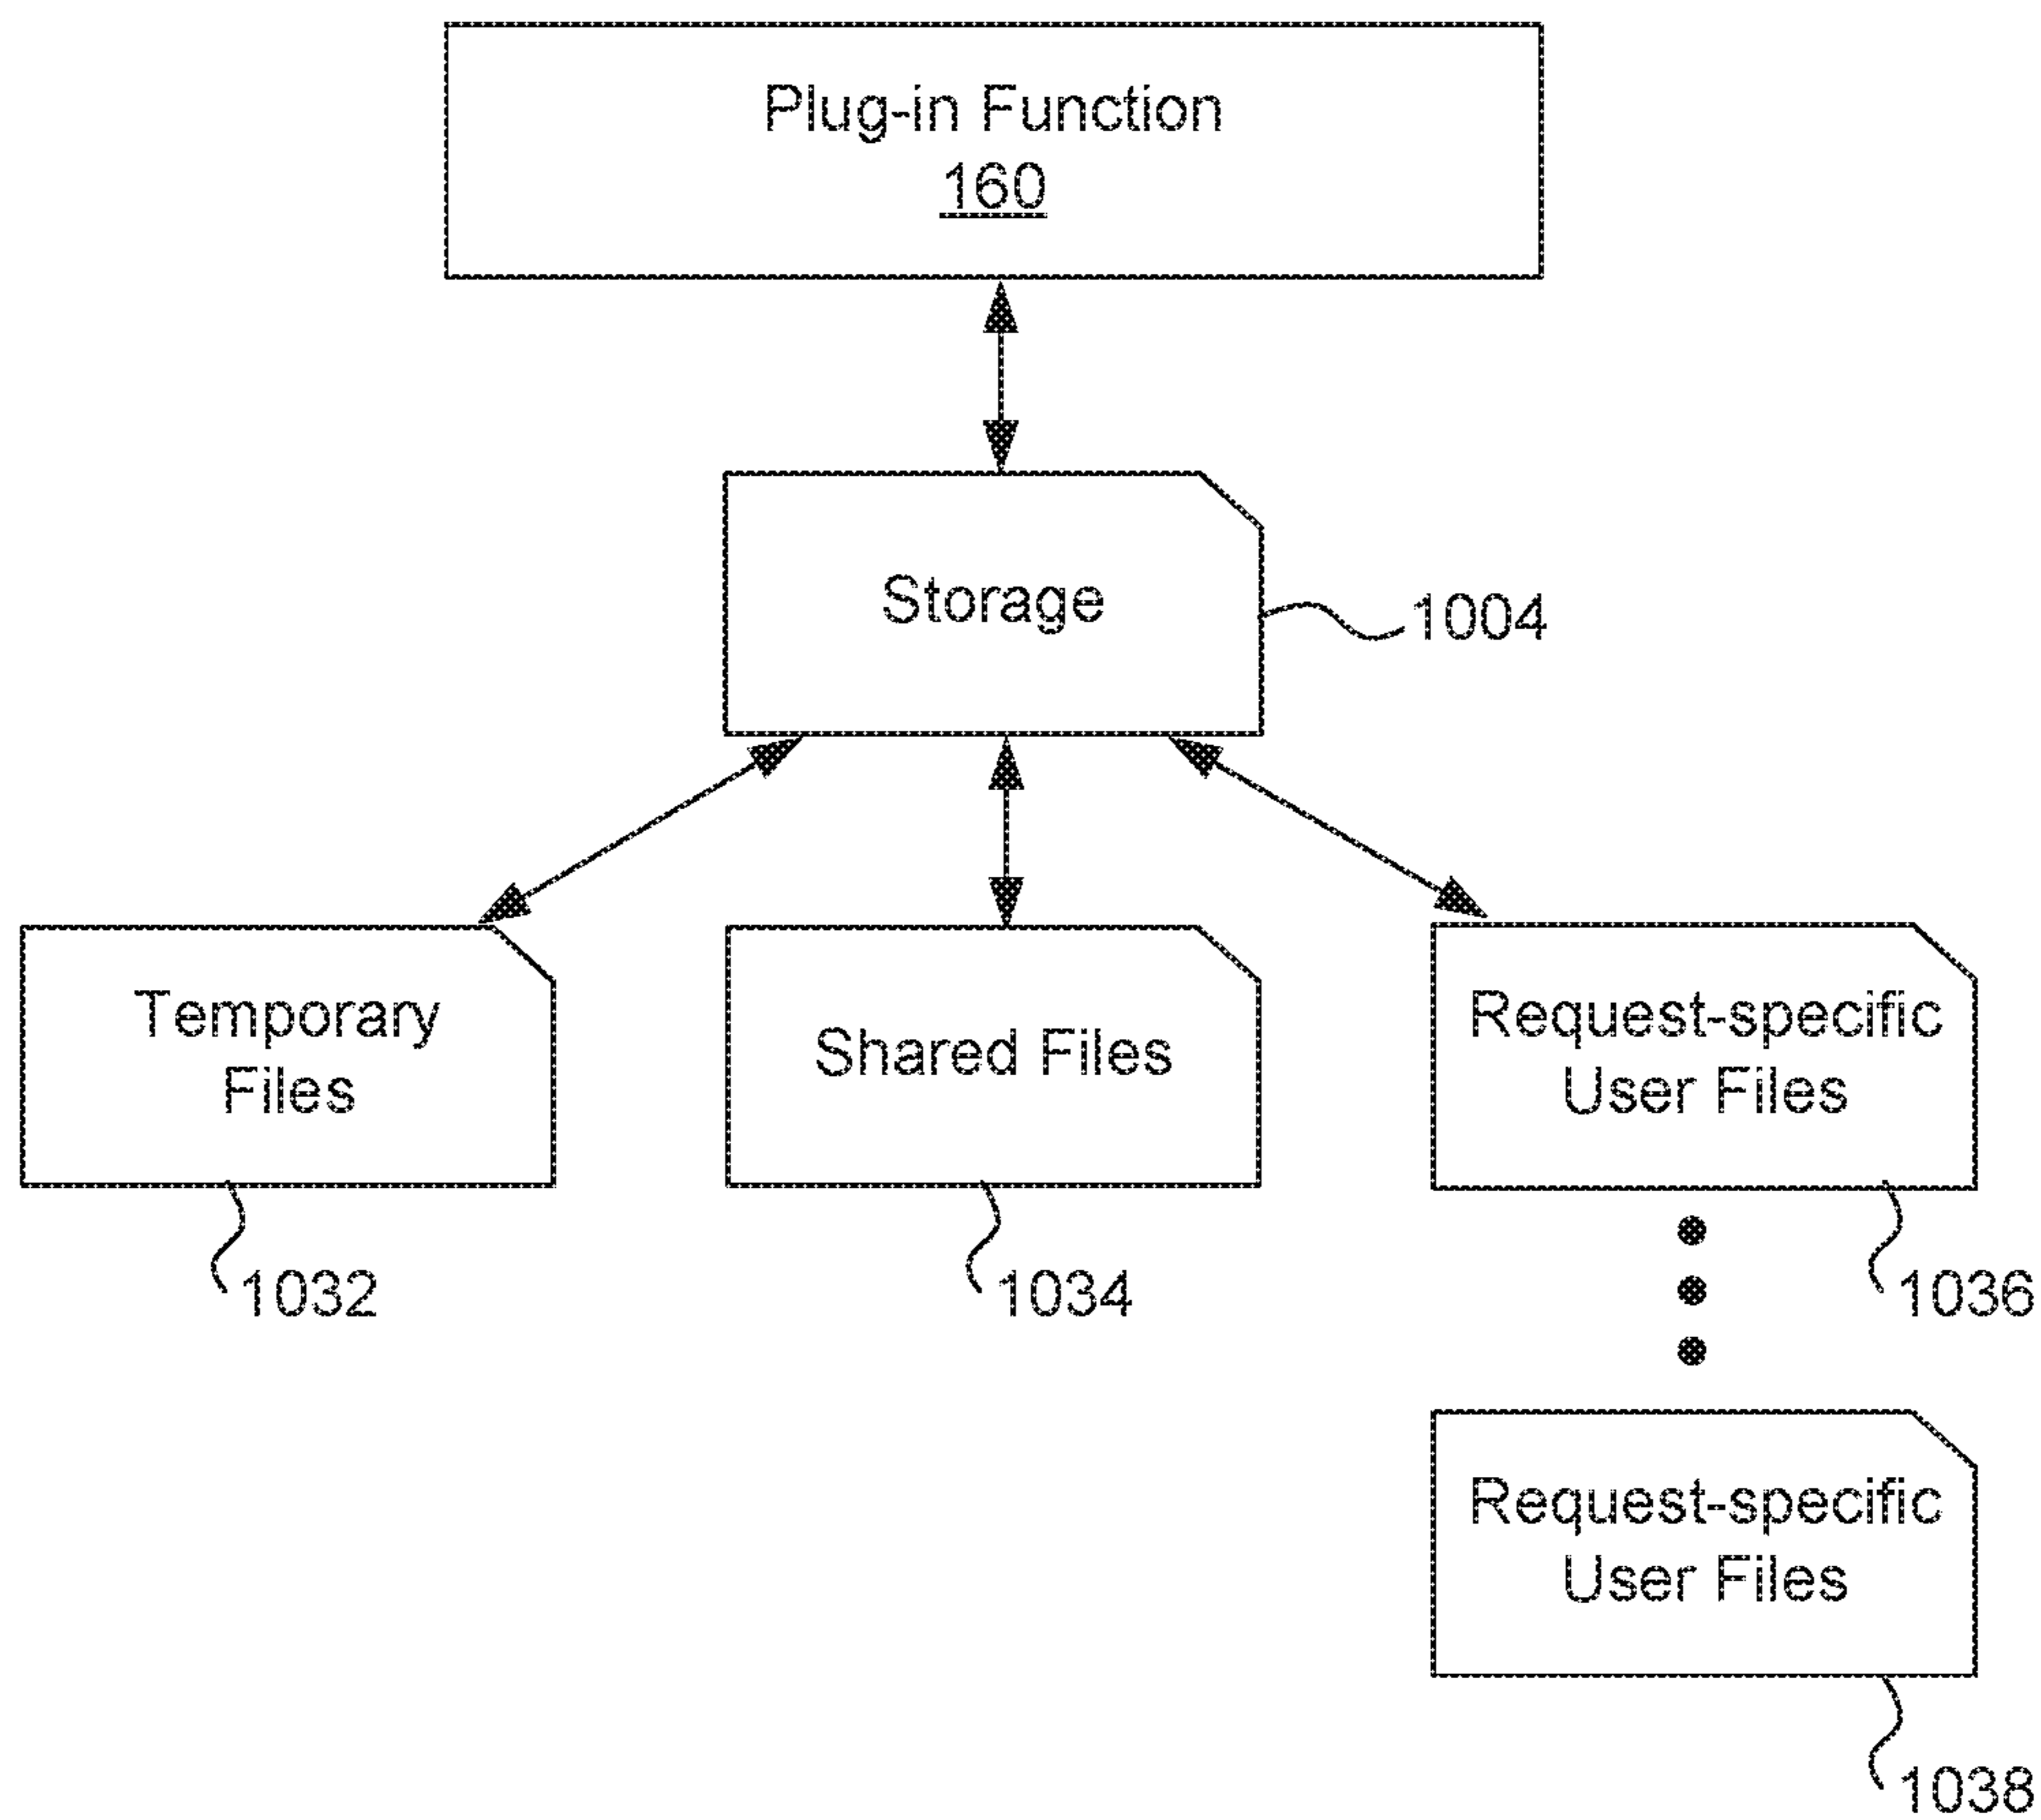 Plug-in Function
160
Storage
1004
Temporary
Files
1032
Shared Files
1034
Request-specific
User Files
1036
Request-specific
User Files
1038